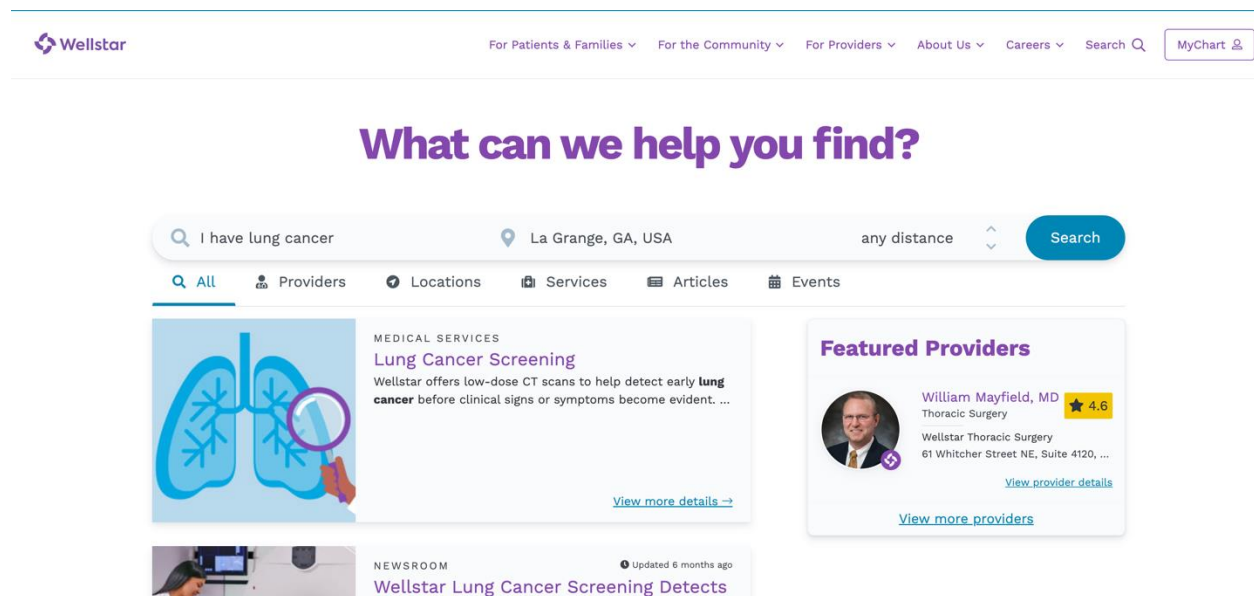 Wellstar
For Patients & Families For the Community For Providers About Us Careers Search MyChart
What can we help you find?
I have lung cancer La Grange, GA, USA any distance Search
All Providers Locations Services Articles Events
MEDICAL SERVICES
Lung Cancer Screening
Wellstar offers low-dose CT scans to help detect early lung
cancer before clinical signs or symptoms become evident. ...
View more details →
Featured Providers
William Mayfield, MD
4.6
Thoracic Surgery
Wellstar Thoracic Surgery
61 Whitcher Street NE, Suite 4120, ...
View provider details
View more providers
NEWSROOM Updated 6 months ago
Wellstar Lung Cancer Screening Detects